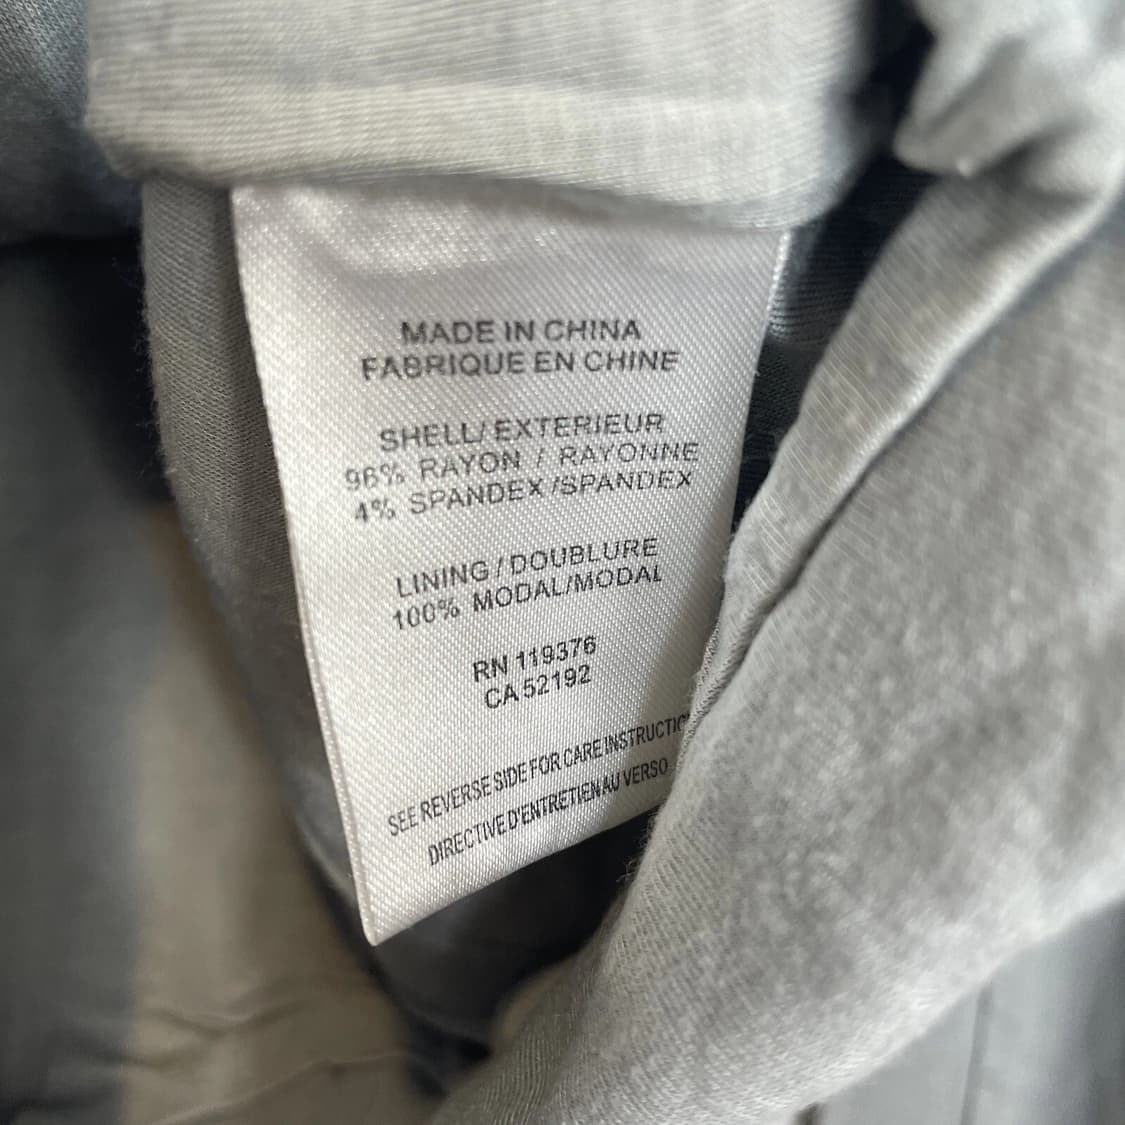 MADE IN CHINA
FABRIQUE EN CHINE
SHELL/EXTERIEUR
96% RAYON / RAYONNE
4% SPANDEX/SPANDEX
LINING/DOUBLURE
100% MODAL/MODAL
RN 119376
CA 52192
SEE REVERSE SIDE FOR CARE INSTRUCTIO
DIRECTIVE D'ENTRETIEN AU VERSO